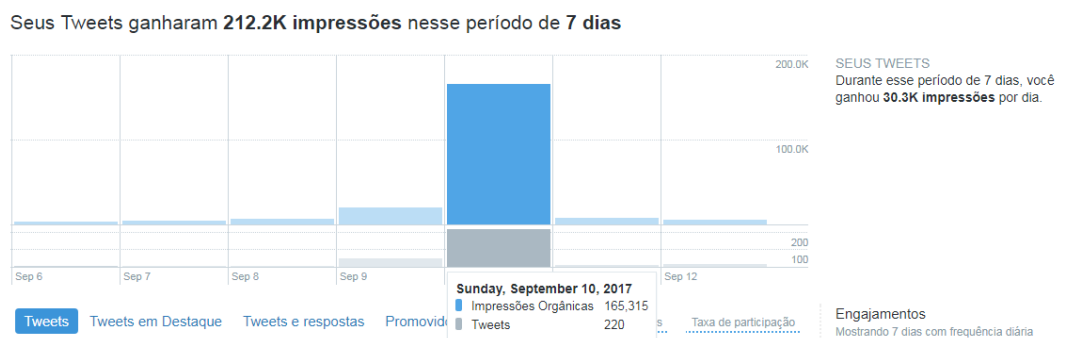 Seus Tweets ganharam 212.2K impressões nesse período de 7 dias
200.0K
100.0K
200
100
Sep 6
Sep 7
Sep 8
Sep 9
Sep 12
Sunday, September 10, 2017
Impressões Orgânicas 165,315
Tweets 220
SEUS TWEETS
Durante esse período de 7 dias, você
ganhou 30.3K impressões por dia.
Tweets Tweets em Destaque Tweets e respostas Taxa de participação
Engajamentos
Mostrando 7 dias com frequência diária